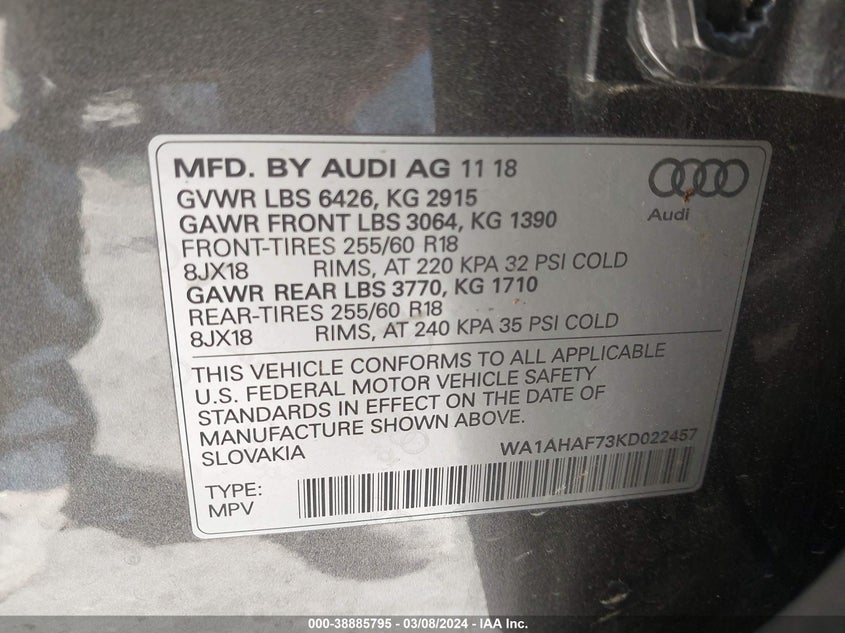 MFD. BY AUDI AG 11 18
GVWR LBS 6426, KG 2915
GAWR FRONT LBS 3064, KG 1390
FRONT-TIRES 255/60 R18
8JX18 RIMS, AT 220 KPA 32 PSI COLD
GAWR REAR LBS 3770, KG 1710
REAR-TIRES 255/60 R18
8JX18 RIMS, AT 240 KPA 35 PSI COLD
Audi
THIS VEHICLE CONFORMS TO ALL APPLICABLE
U.S. FEDERAL MOTOR VEHICLE SAFETY
STANDARDS IN EFFECT ON THE DATE OF
MANUFACTURE SHOWN ABOVE.
SLOVAKIA
WA1AHAF73KD022457
TYPE:
MPV
000-38885795 - 03/08/2024 - IAA Inc.